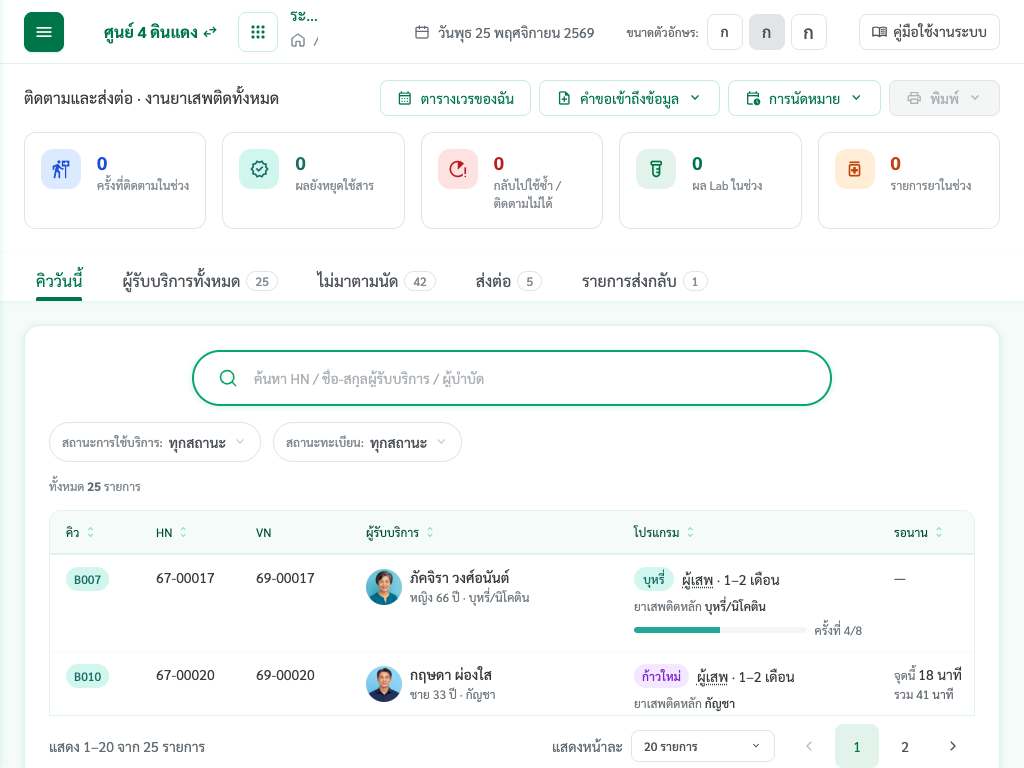 ศูนย์ 4 ดินแดง
ระ...
/
วันพุธ 25 พฤศจิกายน 2569
ขนาดตัวอักษร:
ก
ก
ก
คู่มือใช้งานระบบ
ติดตามและส่งต่อ · งานยาเสพติดทั้งหมด
ตารางเวรของฉัน
คำขอเข้าถึงข้อมูล
การนัดหมาย
พิมพ์
0
ครั้งที่ติดตามในช่วง
0
ผลยังหยุดใช้สาร
0
กลับไปใช้ซ้ำ /
ติดตามไม่ได้
0
ผล Lab ในช่วง
0
รายการยาในช่วง
คิววันนี้
ผู้รับบริการทั้งหมด 25
ไม่มาตามนัด 42
ส่งต่อ 5
รายการส่งกลับ 1
ค้นหา HN / ชื่อ-สกุลผู้รับบริการ / ผู้บำบัด
สถานะการใช้บริการ: ทุกสถานะ
สถานะทะเบียน: ทุกสถานะ
ทั้งหมด 25 รายการ
คิว HN VN ผู้รับบริการ โปรแกรม รอนาน
B007 67-00017 69-00017 ภัคจิรา วงศ์อนันต์ บุหรี่ ผู้เสพ · 1–2 เดือน —
หญิง 66 ปี · บุหรี่/นิโคติน
ยาเสพติดหลัก บุหรี่/นิโคติน
ครั้งที่ 4/8
B010 67-00020 69-00020 กฤษดา ผ่องใส ก้าวใหม่ ผู้เสพ · 1–2 เดือน จุดนี้ 18 นาที
ชาย 33 ปี · กัญชา
ยาเสพติดหลัก กัญชา
รวม 41 นาที
แสดง 1–20 จาก 25 รายการ
แสดงหน้าละ
20 รายการ
1
2